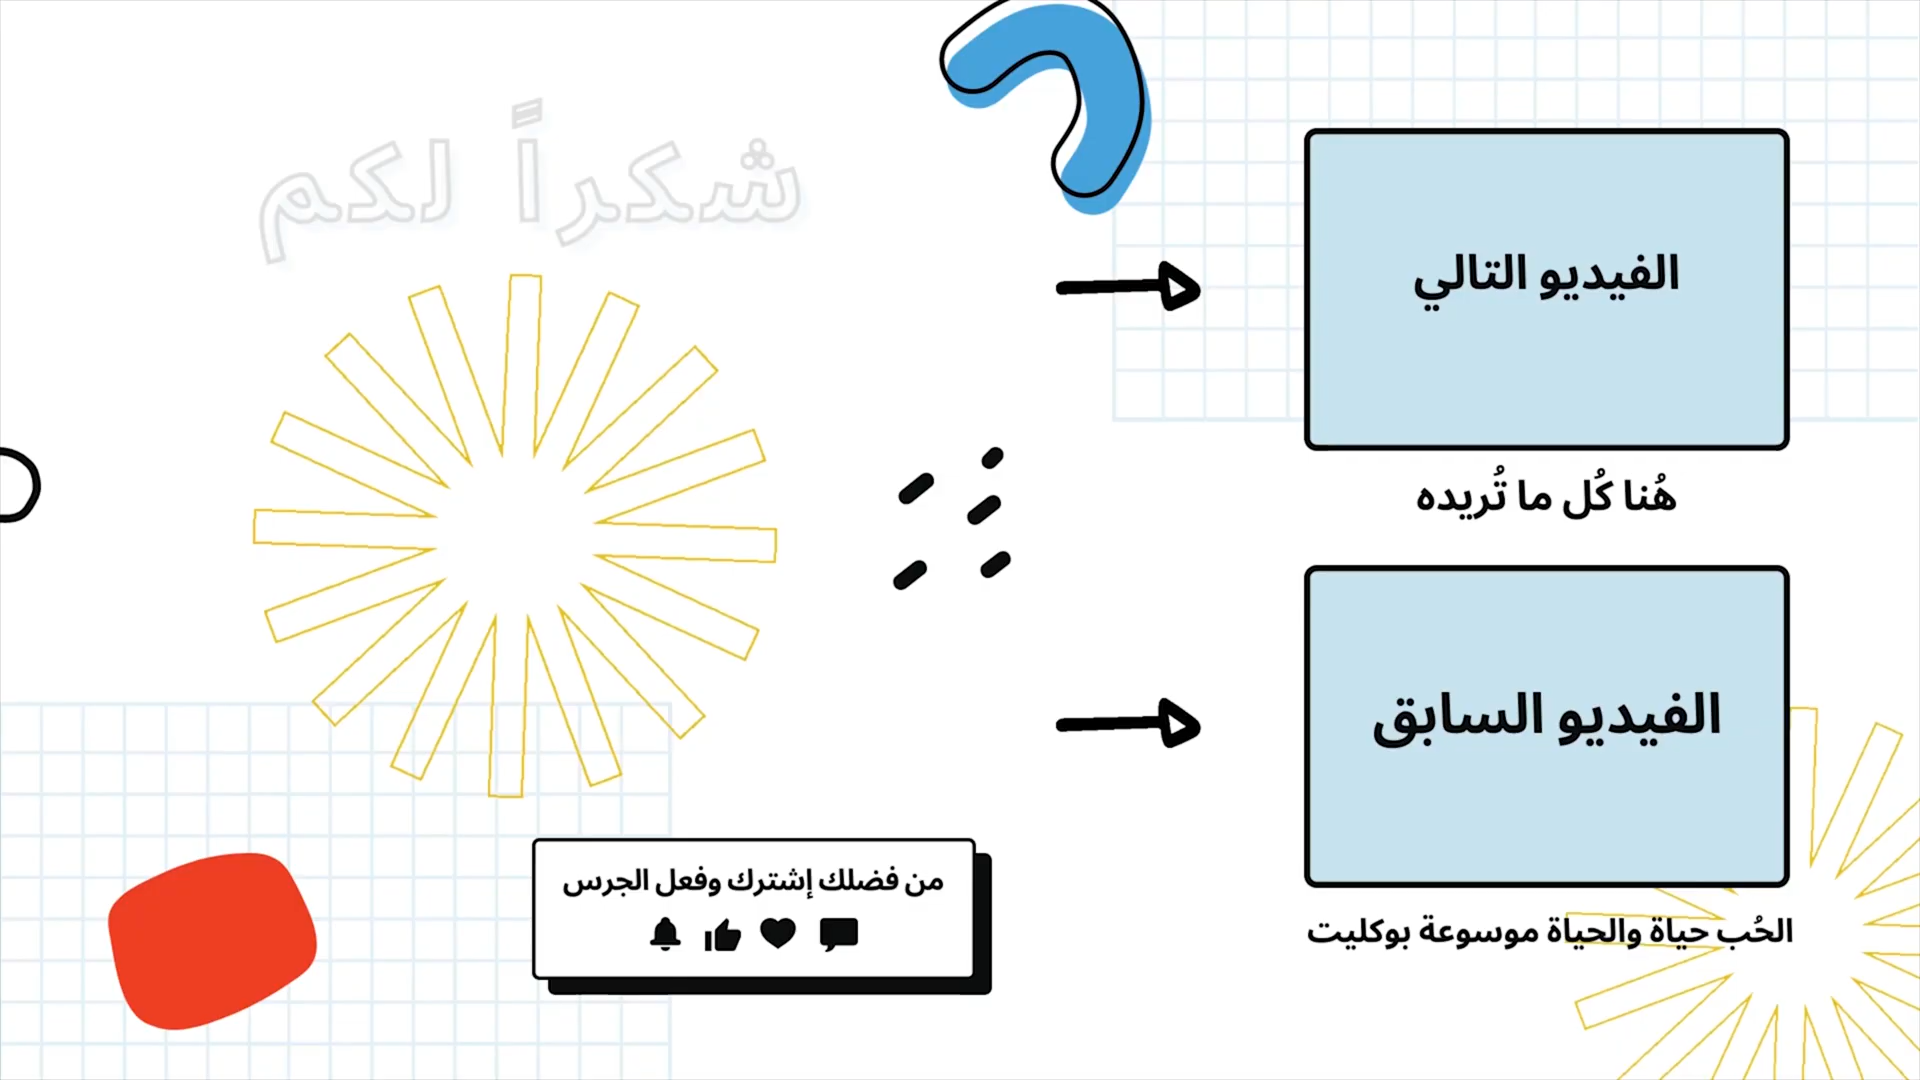 شكراً لكم
الفيديو التالي
هُنا كُل ما تُريده
الفيديو السابق
الحُب حياة والحياة موسوعة بوكليت
من فضلك إشترك وفعل الجرس